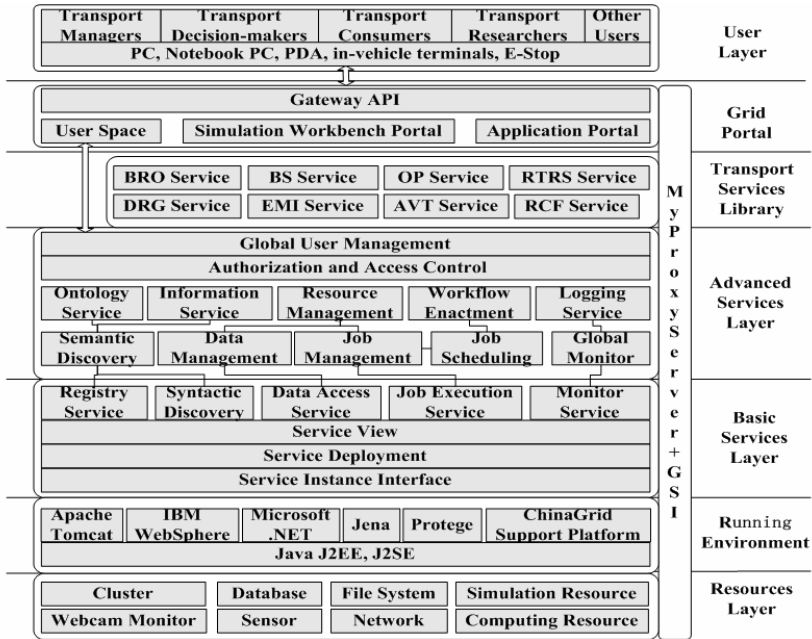 Transport Managers
Transport Decision-makers
Transport Consumers
Transport Researchers
Other Users
PC, Notebook PC, PDA, in-vehicle terminals, E-Stop
User Layer
Gateway API
User Space
Simulation Workbench Portal
Application Portal
Grid Portal
BRO Service
BS Service
OP Service
RTRS Service
DRG Service
EMI Service
AVT Service
RCF Service
Transport Services Library
Global User Management
Authorization and Access Control
Ontology Service
Information Service
Resource Management
Workflow Enactment
Logging Service
Semantic Discovery
Data Management
Job Management
Job Scheduling
Global Monitor
Advanced Services Layer
Registry Service
Syntactic Discovery
Data Access Service
Job Execution Service
Monitor Service
Service View
Service Deployment
Service Instance Interface
Basic Services Layer
Apache Tomcat
IBM WebSphere
Microsoft .NET
Jena
Protege
ChinaGrid Support Platform
Java J2EE, J2SE
Running Environment
Cluster
Database
File System
Simulation Resource
Webcam Monitor
Sensor
Network
Computing Resource
Resources Layer
MyProxyServer+GSI